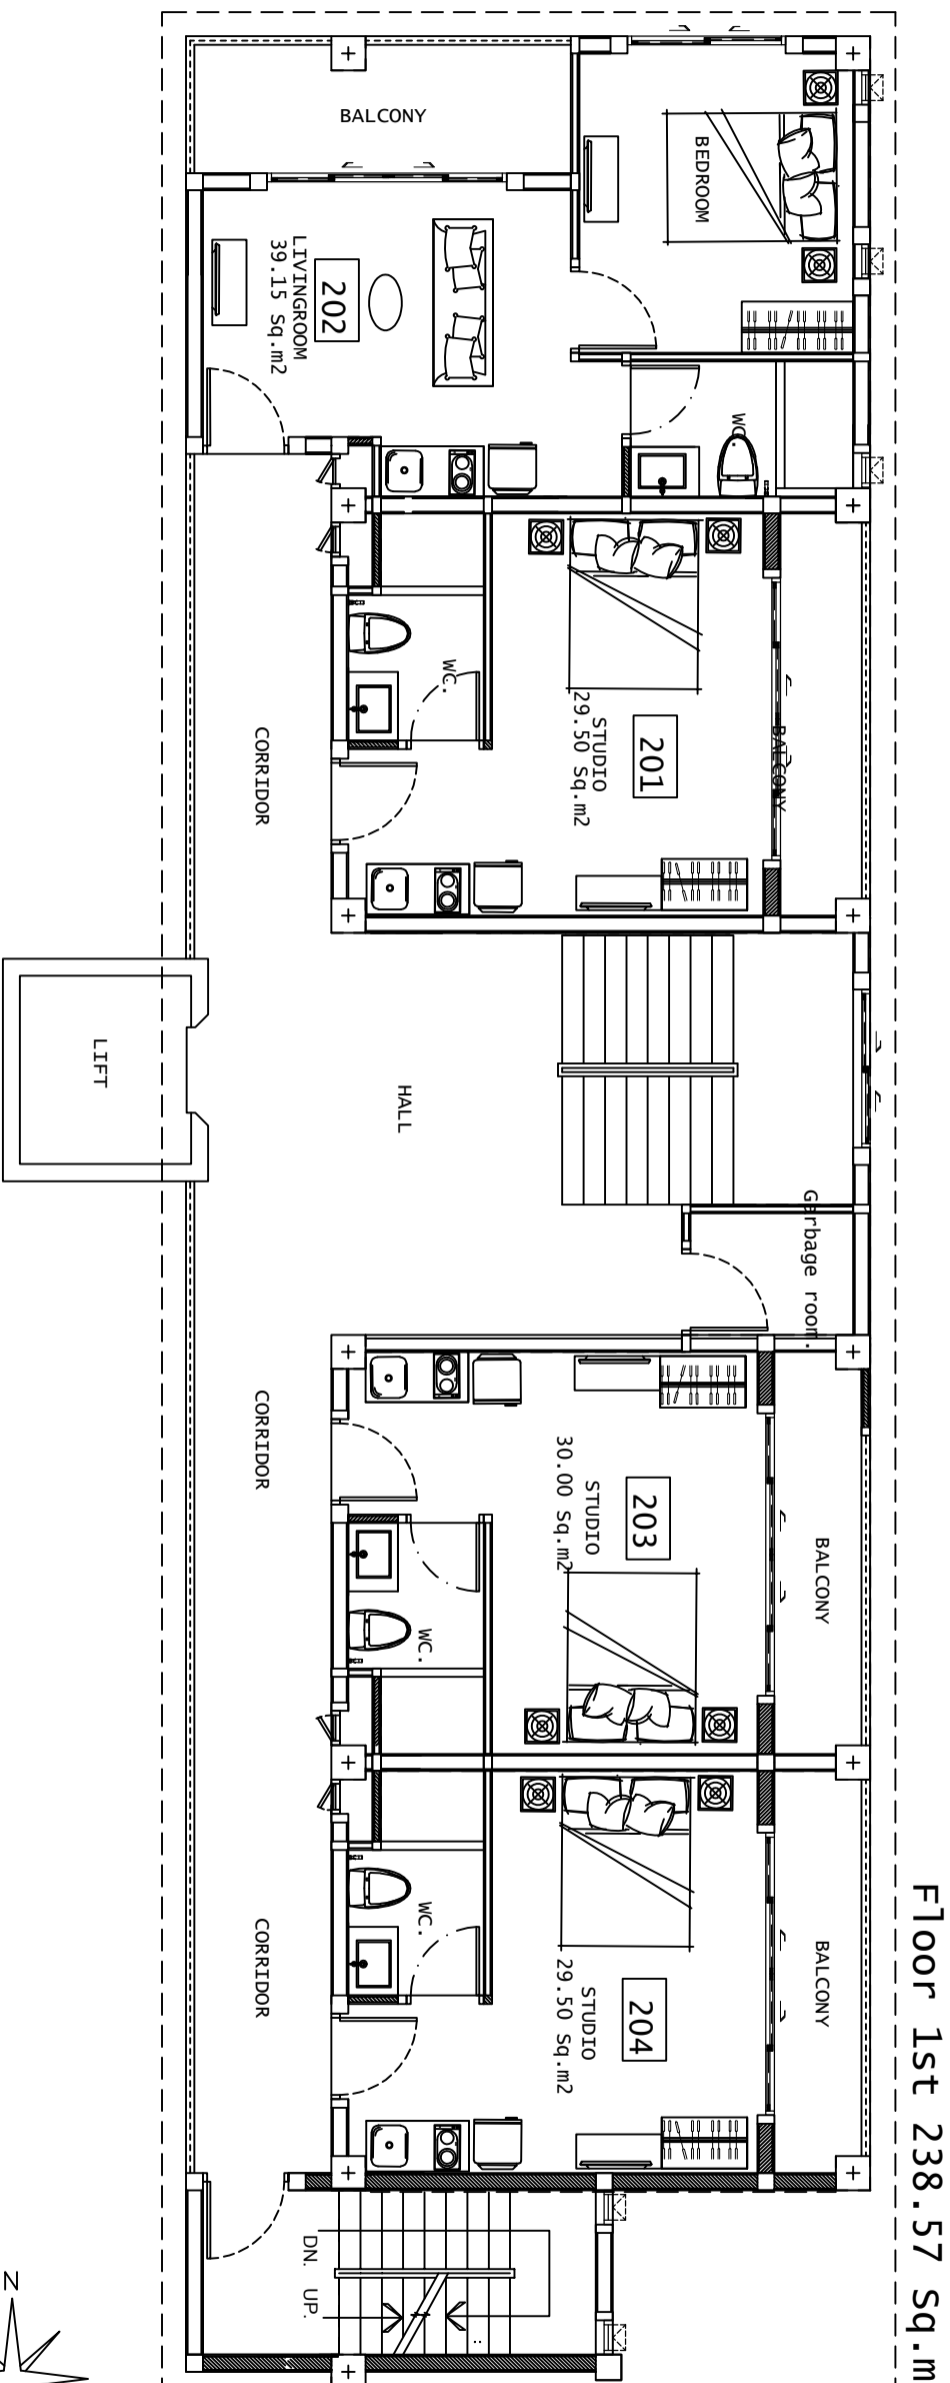 BALCONY
BEDROOM
202
LIVINGROOM
39.15 Sq.m2
WC
WC.
201
STUDIO
29.50 Sq.m2
BALCONY
CORRIDOR
LIFT
HALL
Garbage room.
CORRIDOR
203
STUDIO
30.00 Sq.m2
BALCONY
WC.
WC.
204
STUDIO
29.50 Sq.m2
BALCONY
CORRIDOR
DN.
UP.
N
Floor 1st 238.57 Sq.m